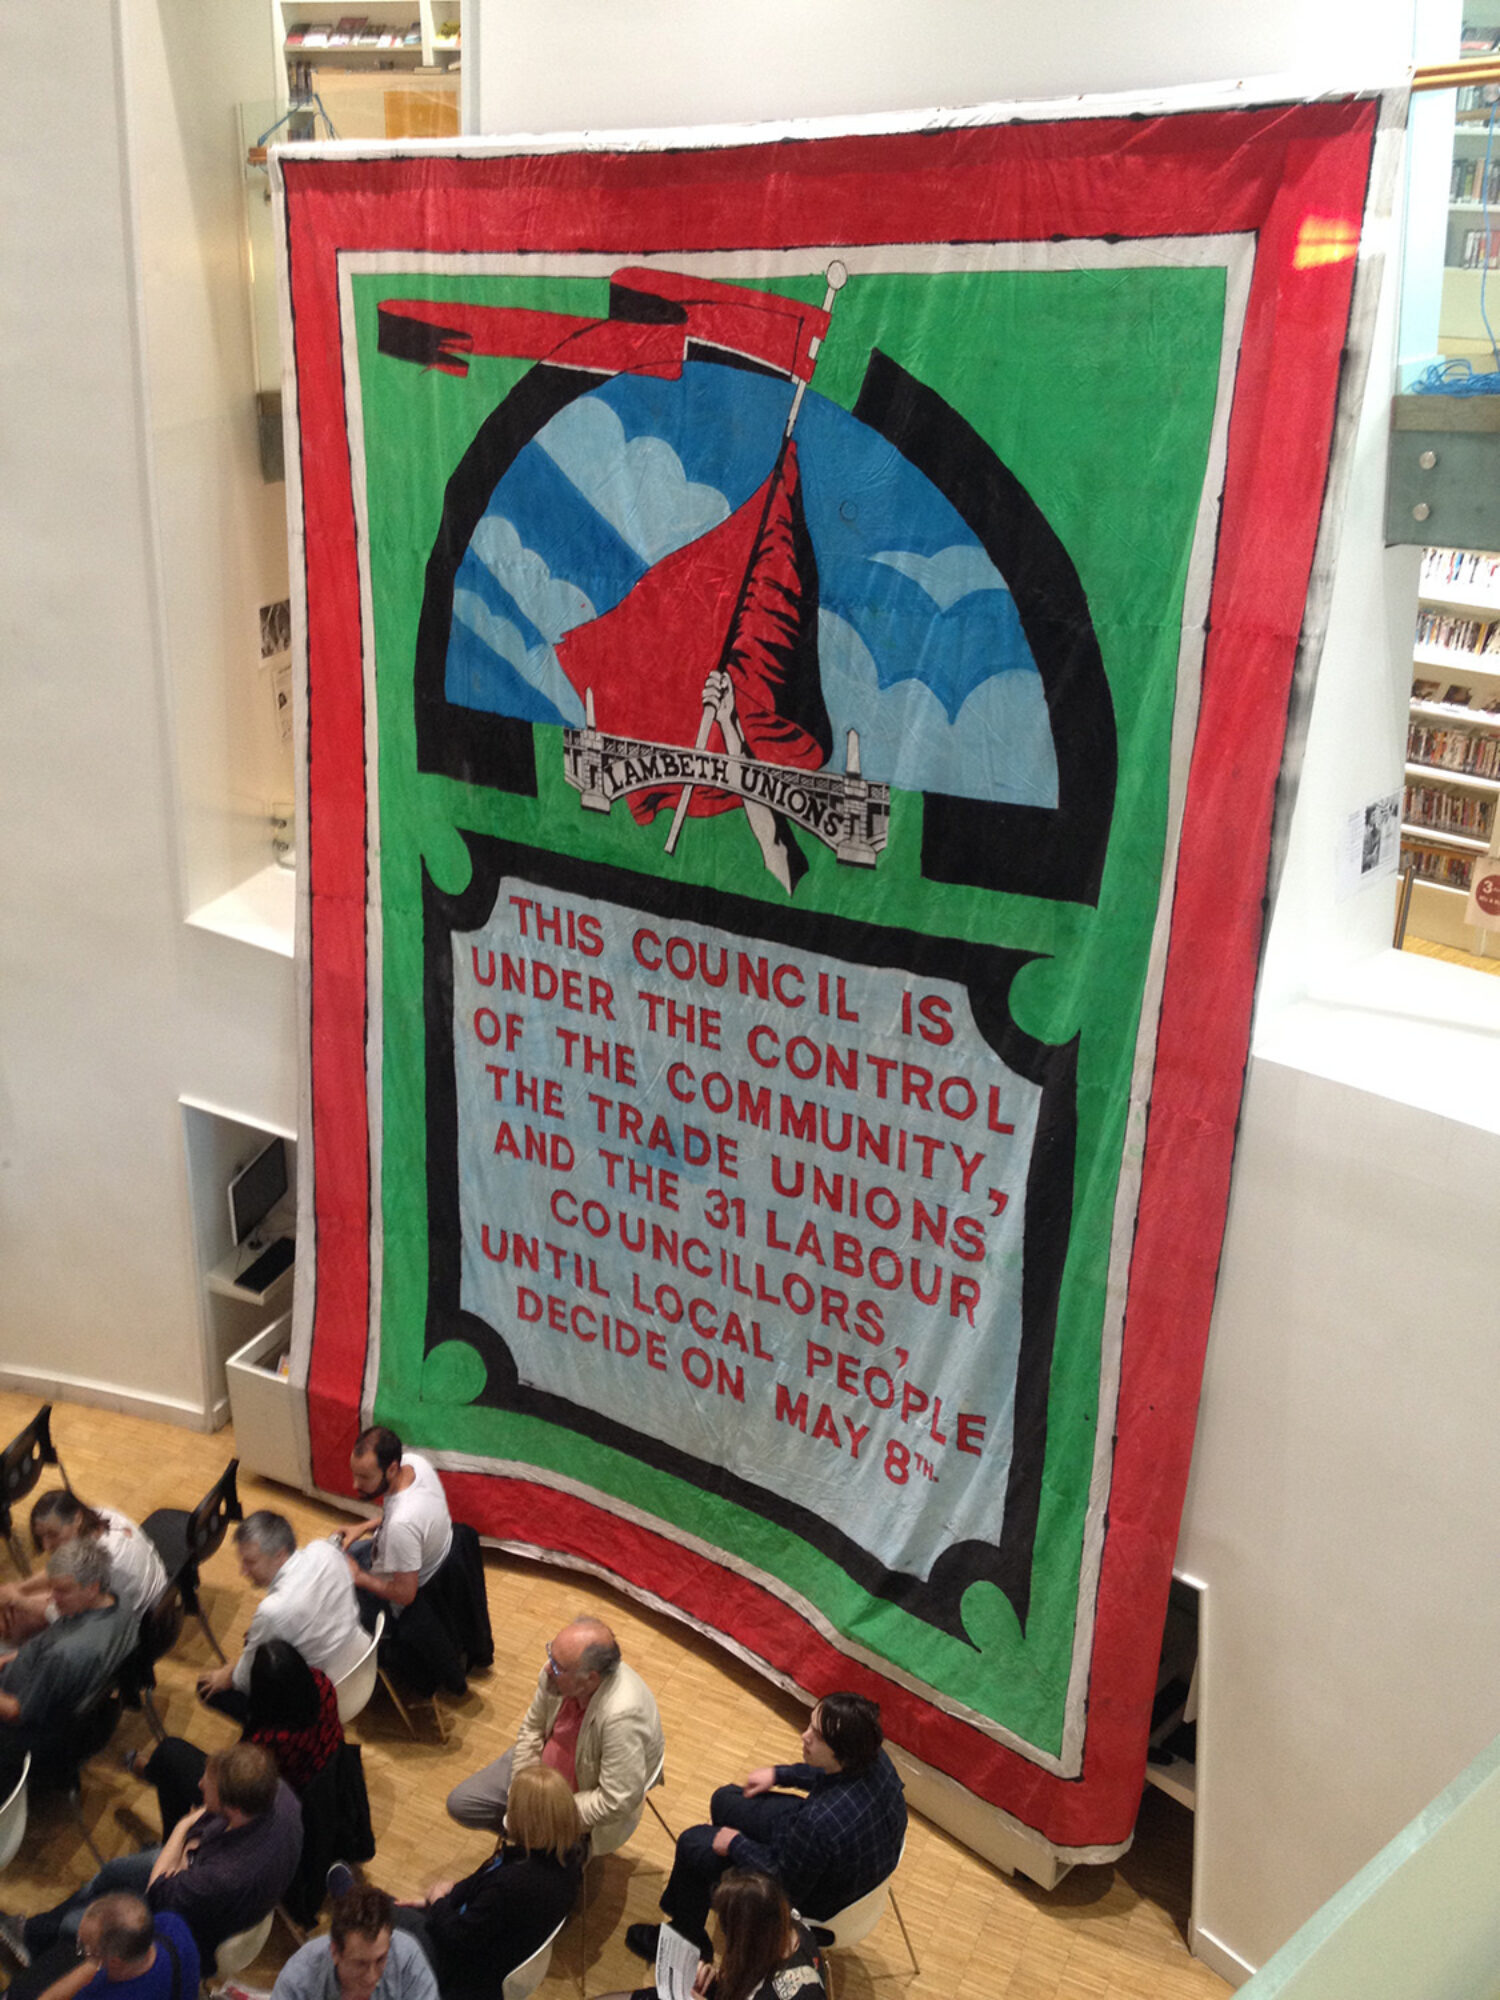 LAMBETH UNIONS
THIS COUNCIL IS
UNDER THE CONTROL
OF THE COMMUNITY,
THE TRADE UNIONS
AND THE 31 LABOUR
COUNCILLORS,
UNTIL LOCAL PEOPLE
DECIDE ON MAY 8TH.